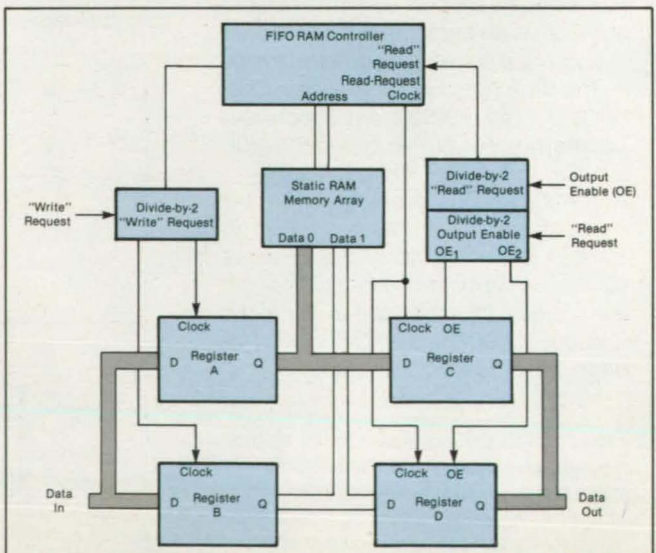 FIFO RAM Controller
"Read"
Request
Read-Request
Address Clock
Static RAM
Memory Array
Data 0 Data 1
Divide-by-2
"Read" Request
Output
Enable (OE)
"Write"
Request
Divide-by-2
"Write" Request
Divide-by-2
Output Enable
OE1 OE2
"Read"
Request
Clock
D Register Q
A
Clock OE
D Register Q
C
Clock
D Register Q
B
Clock OE
D Register Q
D
Data
In
Data
Out